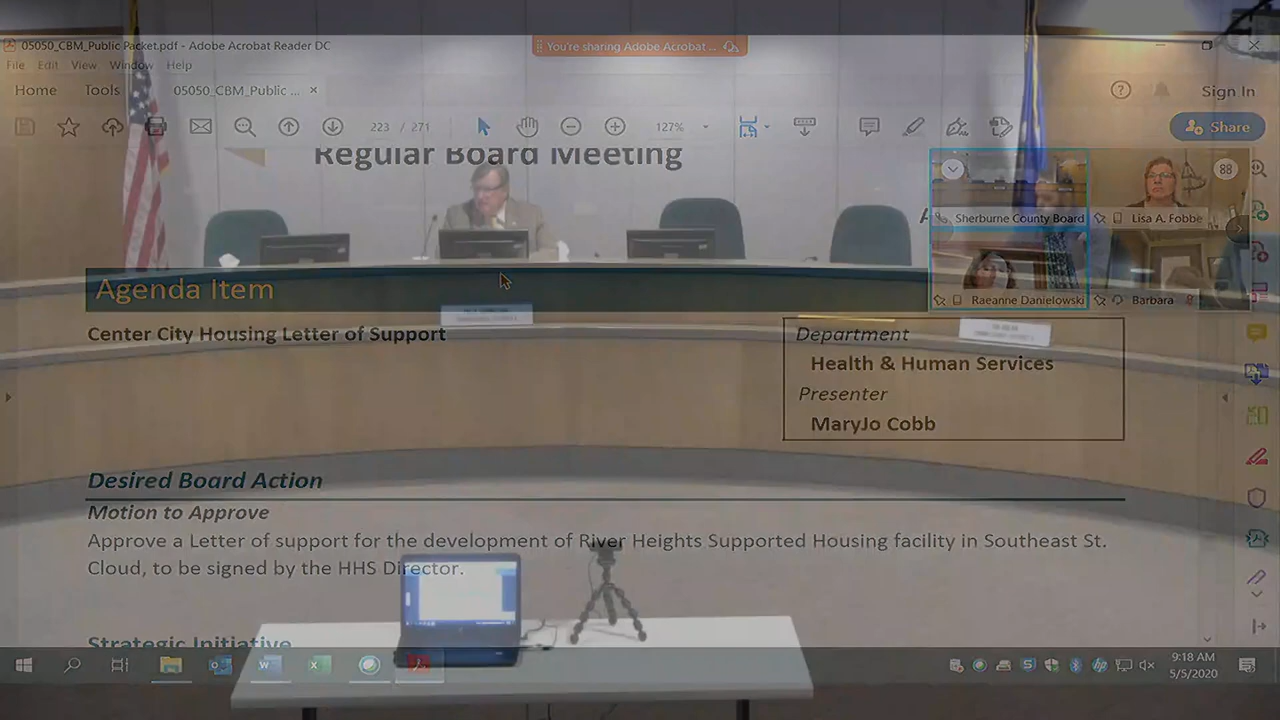 05050_CBM_Public Packet.pdf - Adobe Acrobat Reader DC
You're sharing Adobe Acrobat ...
File Edit View Window Help
Home Tools 05050_CBM_Public ... ×
Sign In
223 / 271
127%
Share
Regular Board Meeting
88
Sherburne County Board
Lisa A. Fobbe
Raeanne Danielowski
Barbara
Agenda Item
Center City Housing Letter of Support
Department
Health & Human Services
Presenter
MaryJo Cobb
Desired Board Action
Motion to Approve
Approve a Letter of support for the development of River Heights Supported Housing facility in Southeast St.
Cloud, to be signed by the HHS Director.
Strategic Initiative
9:18 AM
5/5/2020